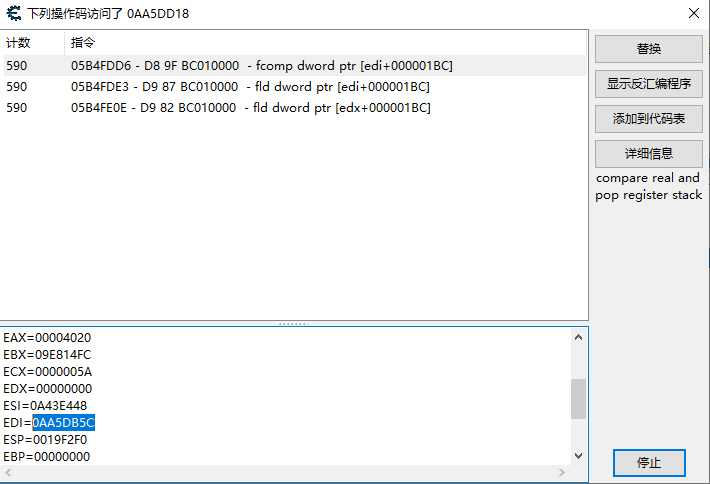 下列操作码访问了 0AA5DD18
计数 指令
590 05B4FDD6 - D8 9F BC010000 - fcomp dword ptr [edi+000001BC]
590 05B4FDE3 - D9 87 BC010000 - fld dword ptr [edi+000001BC]
590 05B4FE0E - D9 82 BC010000 - fld dword ptr [edx+000001BC]
替换
显示反汇编程序
添加到代码表
详细信息
compare real and
pop register stack
EAX=00004020
EBX=09E814FC
ECX=0000005A
EDX=00000000
ESI=0A43E448
EDI=0AA5DB5C
ESP=0019F2F0
EBP=00000000
停止